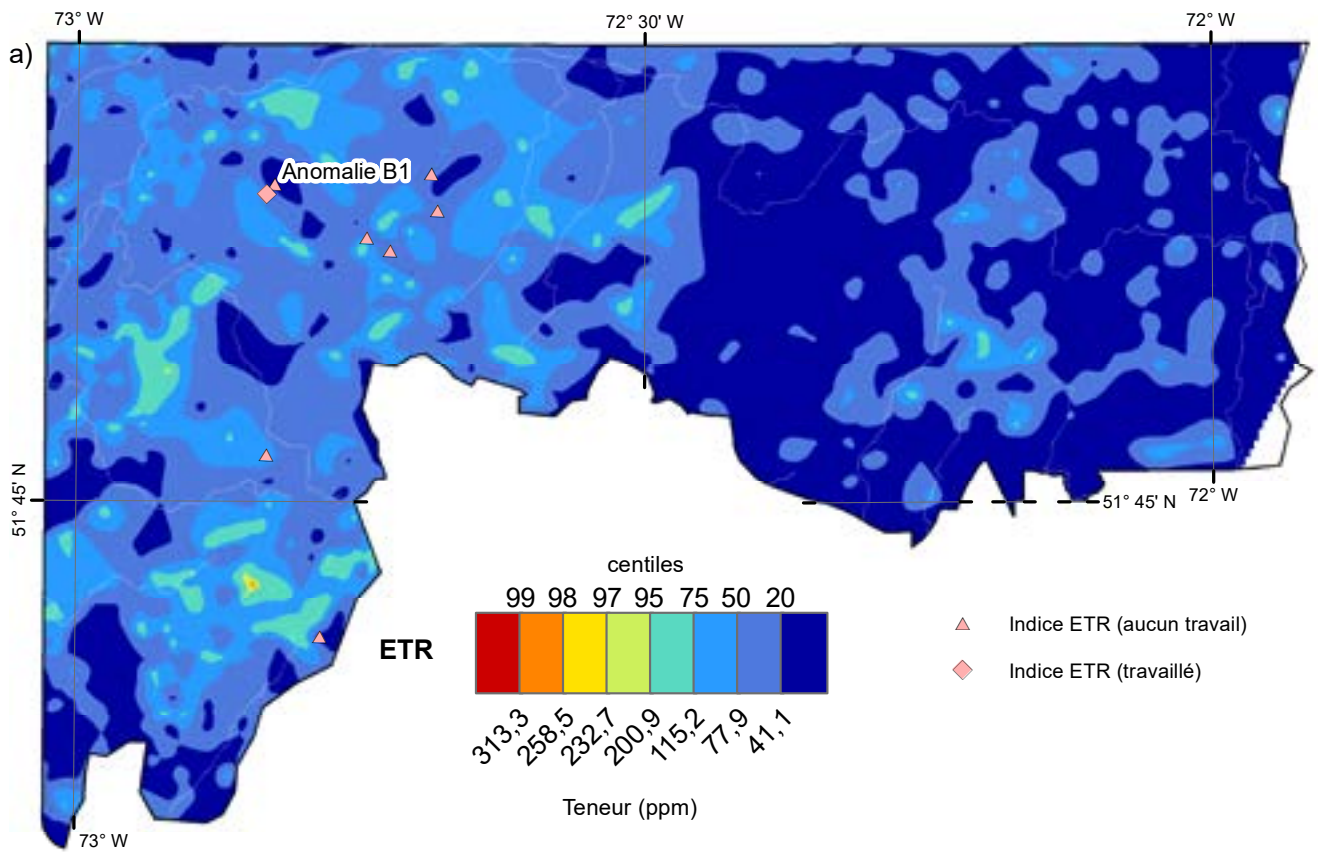 73° W
72° 30' W
72° W
a)
Anomalie B1
51° 45' N
72° W
51° 45' N
centiles
99 98 97 95 75 50 20
ETR
313,3 258,5 232,7 200,9 115,2 77,9 41,1
Teneur (ppm)
Indice ETR (aucun travail)
Indice ETR (travaillé)
73° W